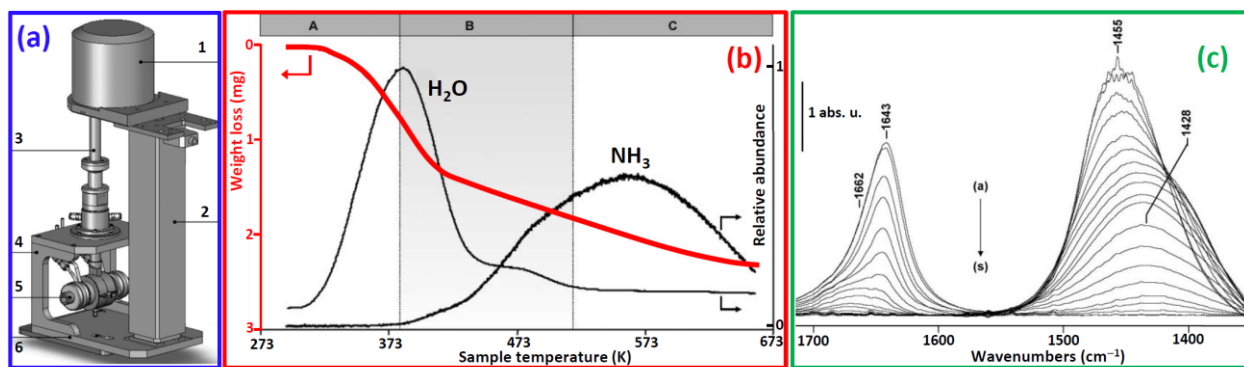 (a)
1
2
3
4
5
6
A
B
C
(b)
Weight loss (mg)
0
1
2
3
H₂O
NH₃
Relative abundance
1
0
273
373
473
573
673
Sample temperature (K)
(c)
1 abs. u.
1662
1643
1455
1428
(a)
(s)
1700
1600
1500
1400
Wavenumbers (cm⁻¹)